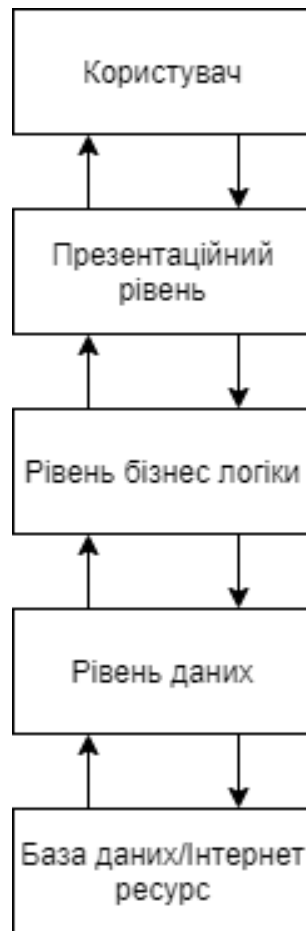 Користувач
Презентаційний
рівень
Рівень бізнес логіки
Рівень даних
База даних/Інтернет
ресурс